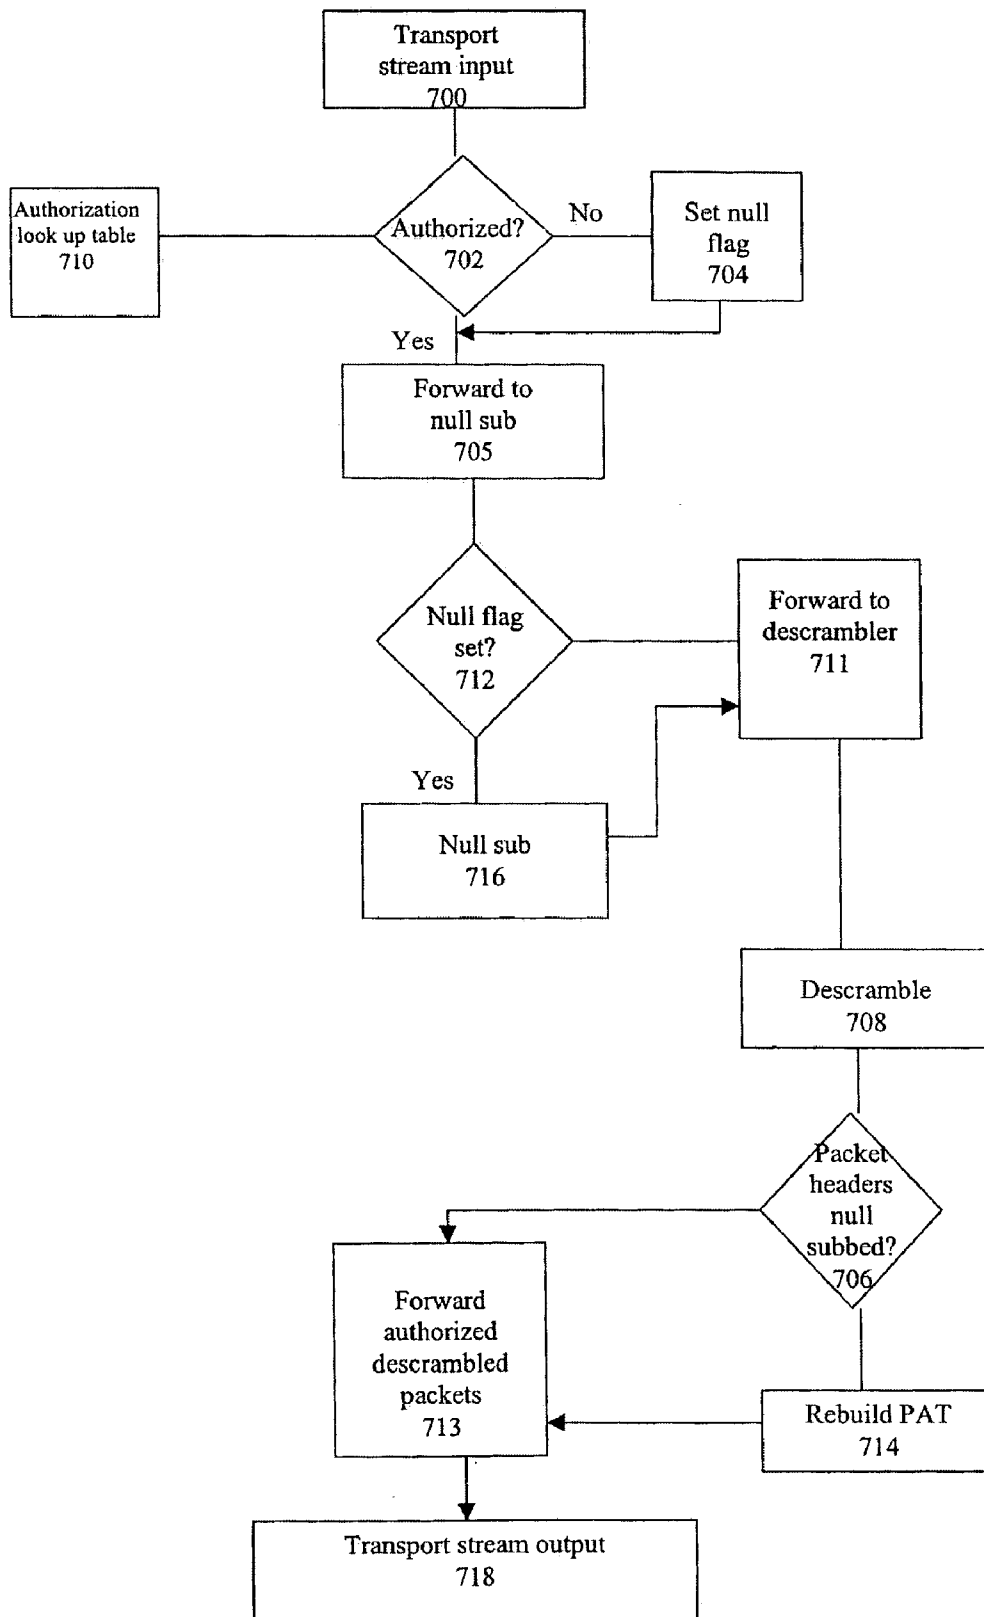 Transport
stream input
700
Authorization
look up table
710
Authorized?
702
No
Set null
flag
704
Yes
Forward to
null sub
705
Null flag
set?
712
Forward to
descrambler
711
Yes
Null sub
716
Descramble
708
Packet
headers
null
subbed?
706
Forward
authorized
descrambled
packets
713
Rebuild PAT
714
Transport stream output
718